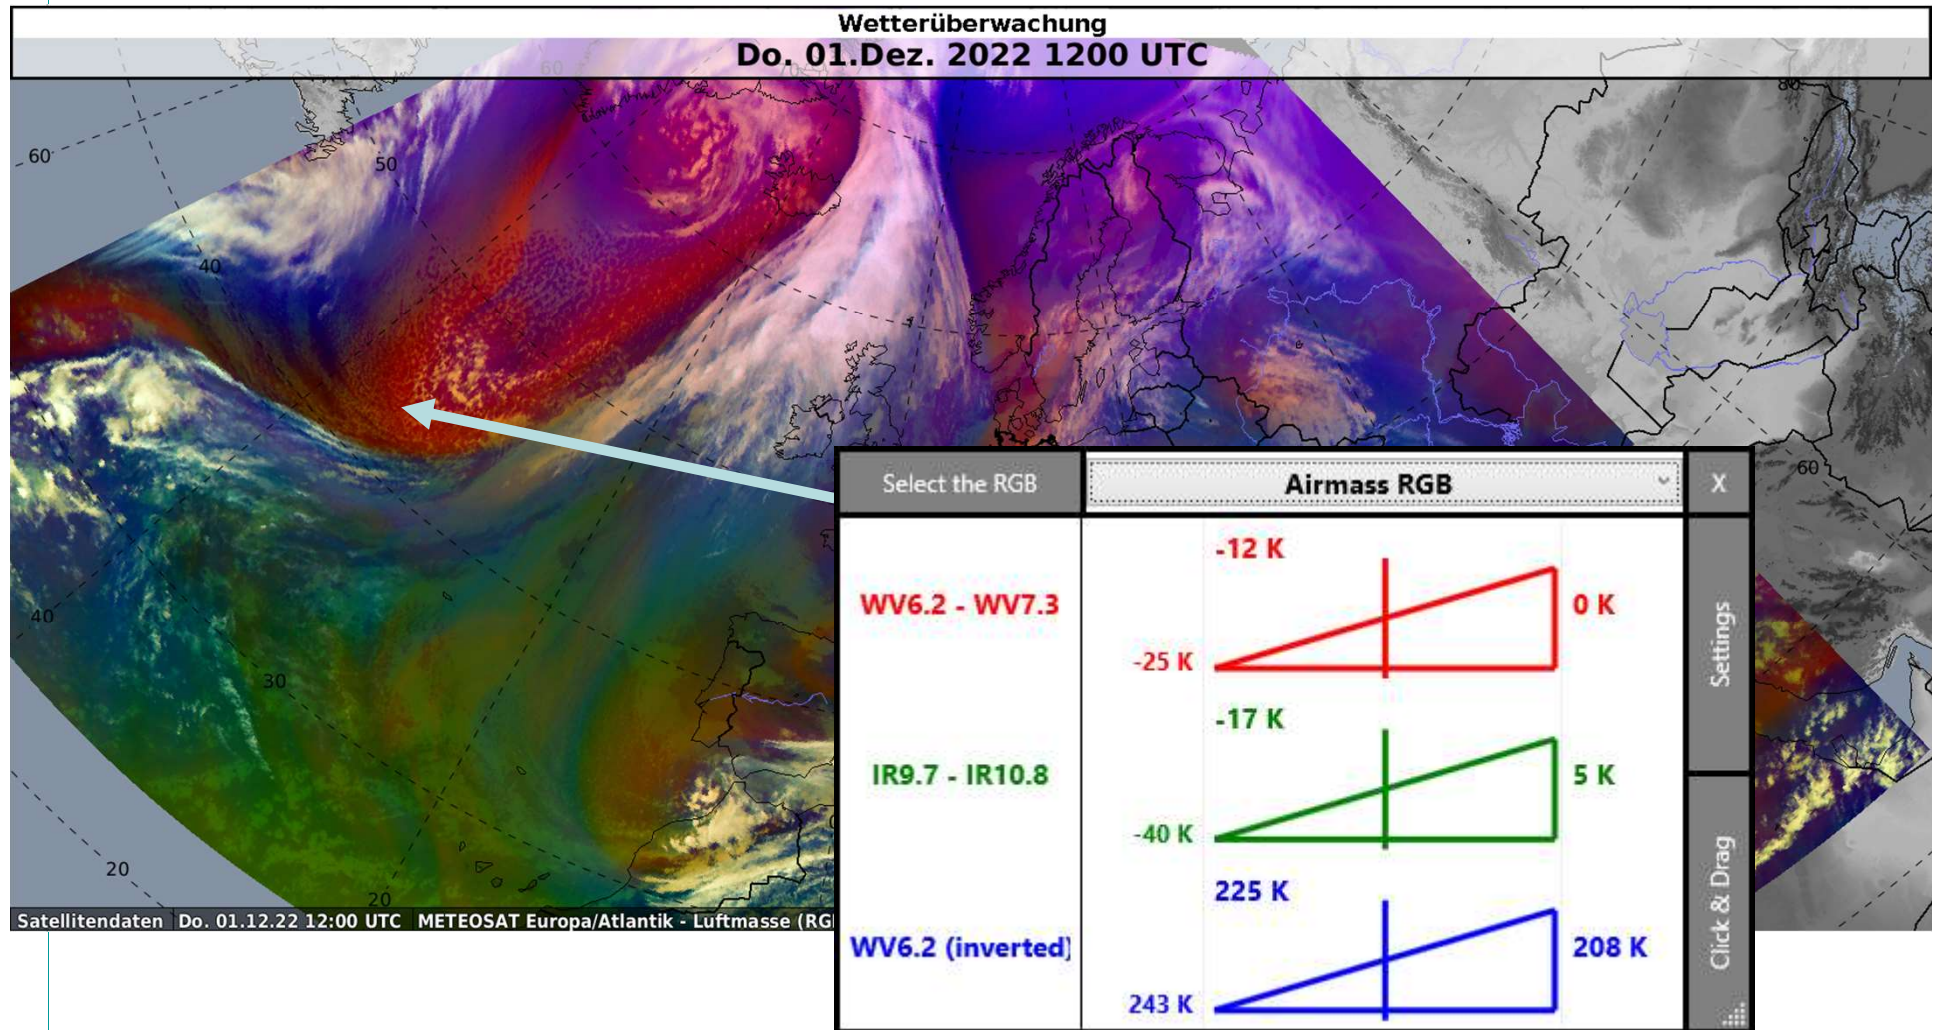 Wetterüberwachung
Do. 01.Dez. 2022 1200 UTC
60
80
60
50
40
Select the RGB
Airmass RGB
X
60
-12 K
WV6.2 - WV7.3
0 K
-25 K
Settings
40
30
-17 K
IR9.7 - IR10.8
5 K
-40 K
20
20
225 K
Click & Drag
Satellitendaten Do. 01.12.22 12:00 UTC METEOSAT Europa/Atlantik - Luftmasse (RG
WV6.2 (inverted)
208 K
243 K